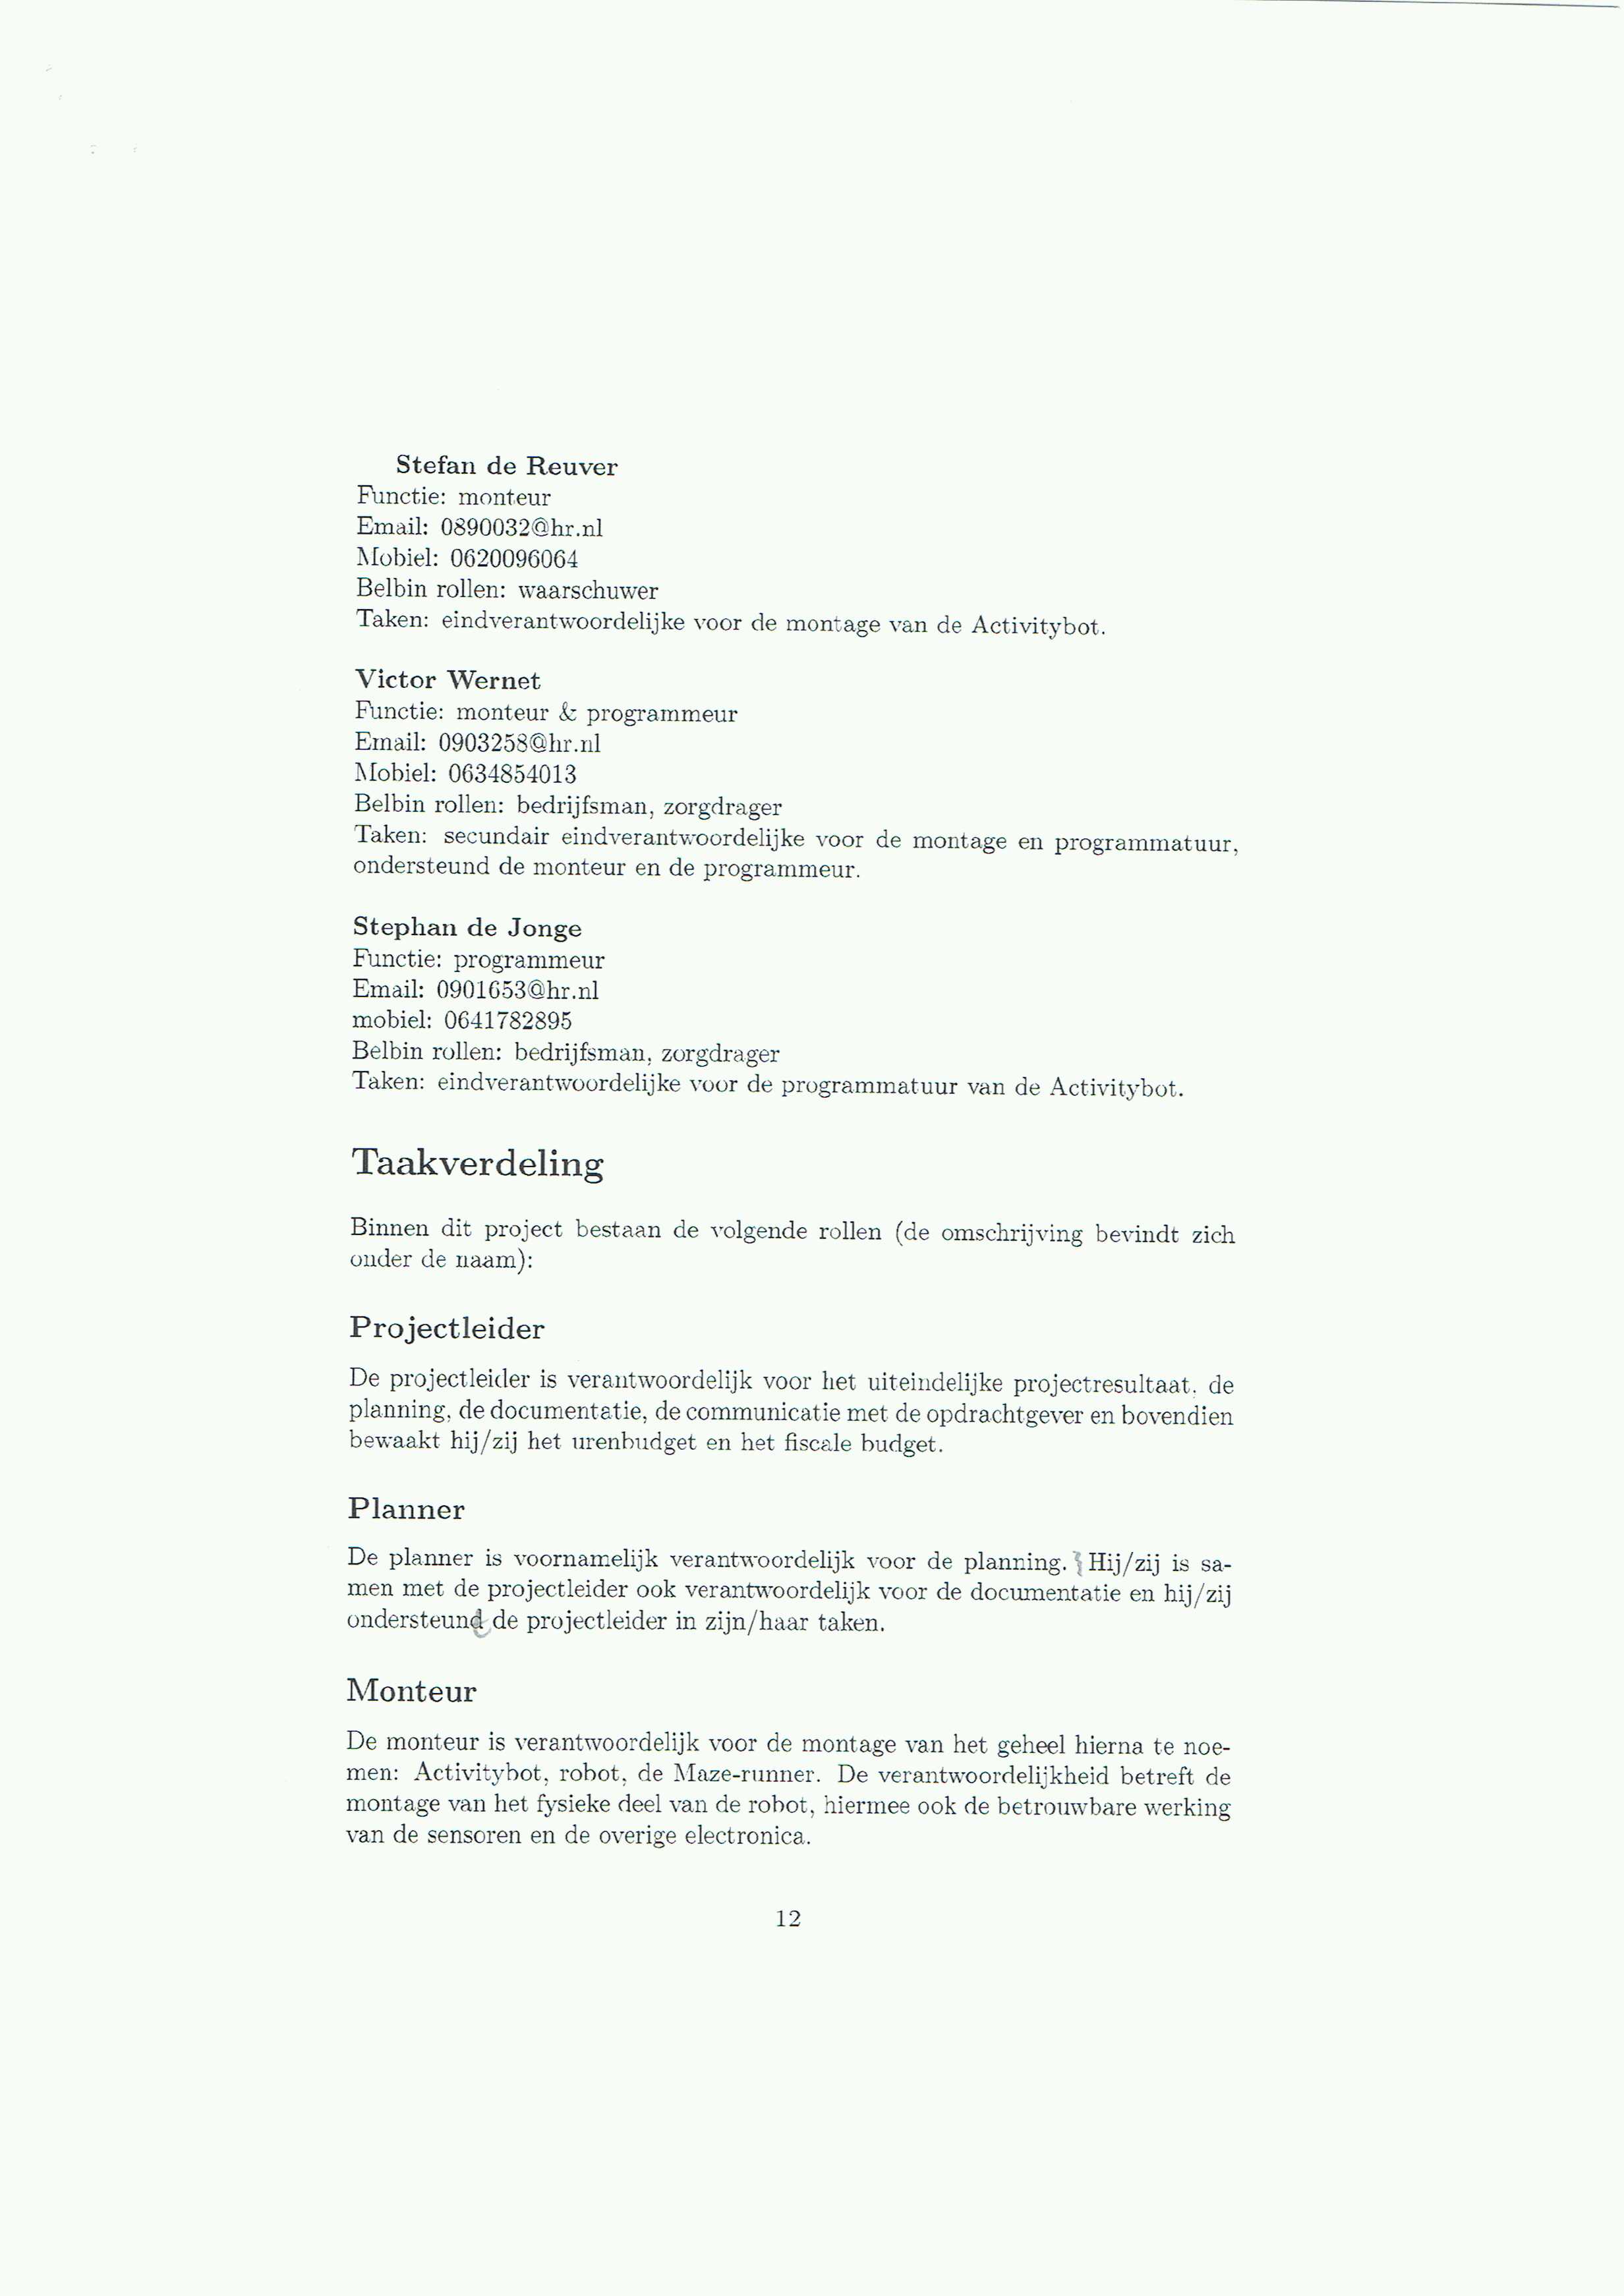 Stefan de Reuver
Functie: monteur
Email: 0890032@hr.nl
Mobiel: 0620096064
Belbin rollen: waarschuwer
Taken: eindverantwoordelijke voor de montage van de Activitybot.
Victor Wernet
Functie: monteur & programmeur
Email: 0903258@hr.nl
Mobiel: 0634854013
Belbin rollen: bedrijfsman, zorgdrager
Taken: secundair eindverantwoordelijke voor de montage en programmatuur,
ondersteund de monteur en de programmeur.
Stephan de Jonge
Functie: programmeur
Email: 0901653@hr.nl
mobiel: 0641782895
Belbin rollen: bedrijfsman, zorgdrager
Taken: eindverantwoordelijke voor de programmatuur van de Activitybot.
Taakverdeling
Binnen dit project bestaan de volgende rollen (de omschrijving bevindt zich
onder de naam):
Projectleider
De projectleider is verantwoordelijk voor het uiteindelijke projectresultaat, de
planning, de documentatie, de communicatie met de opdrachtgever en bovendien
bewaakt hij/zij het urenbudget en het fiscale budget.
Planner
De planner is voornamelijk verantwoordelijk voor de planning. Hij/zij is sa-
men met de projectleider ook verantwoordelijk voor de documentatie en hij/zij
ondersteund de projectleider in zijn/haar taken.
Monteur
De monteur is verantwoordelijk voor de montage van het geheel hierna te noe-
men: Activitybot, robot, de Maze-runner. De verantwoordelijkheid betreft de
montage van het fysieke deel van de robot, hiermee ook de betrouwbare werking
van de sensoren en de overige electronica.
12